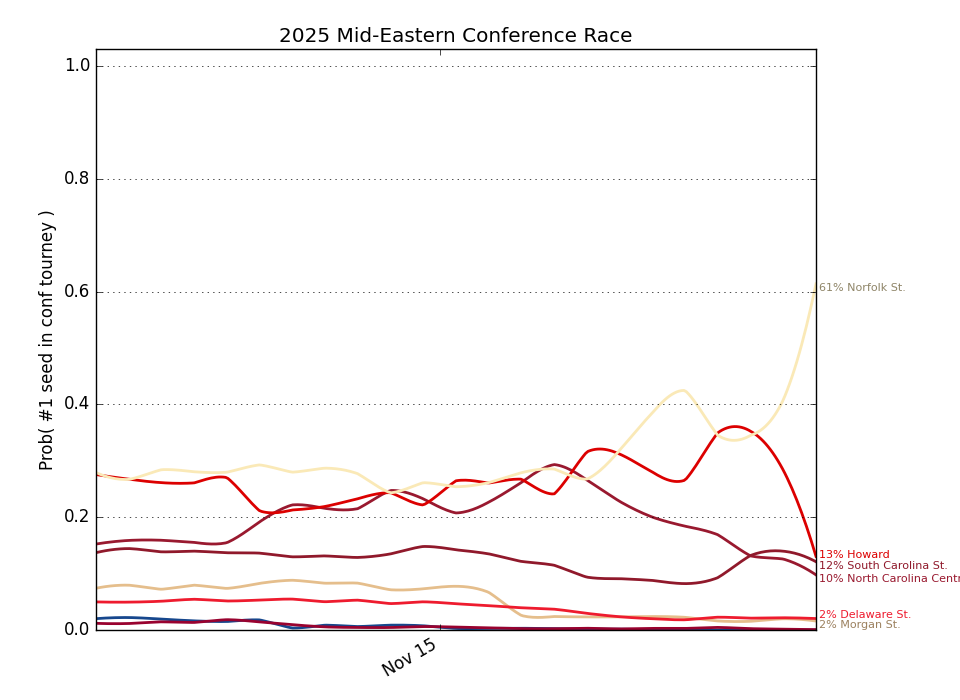 2025 Mid-Eastern Conference Race
1.0
0.8
0.6
0.4
0.2
0.0
Prob( #1 seed in conf tourney )
Nov 15
61% Norfolk St.
13% Howard
12% South Carolina St.
10% North Carolina Centr
2% Delaware St.
2% Morgan St.